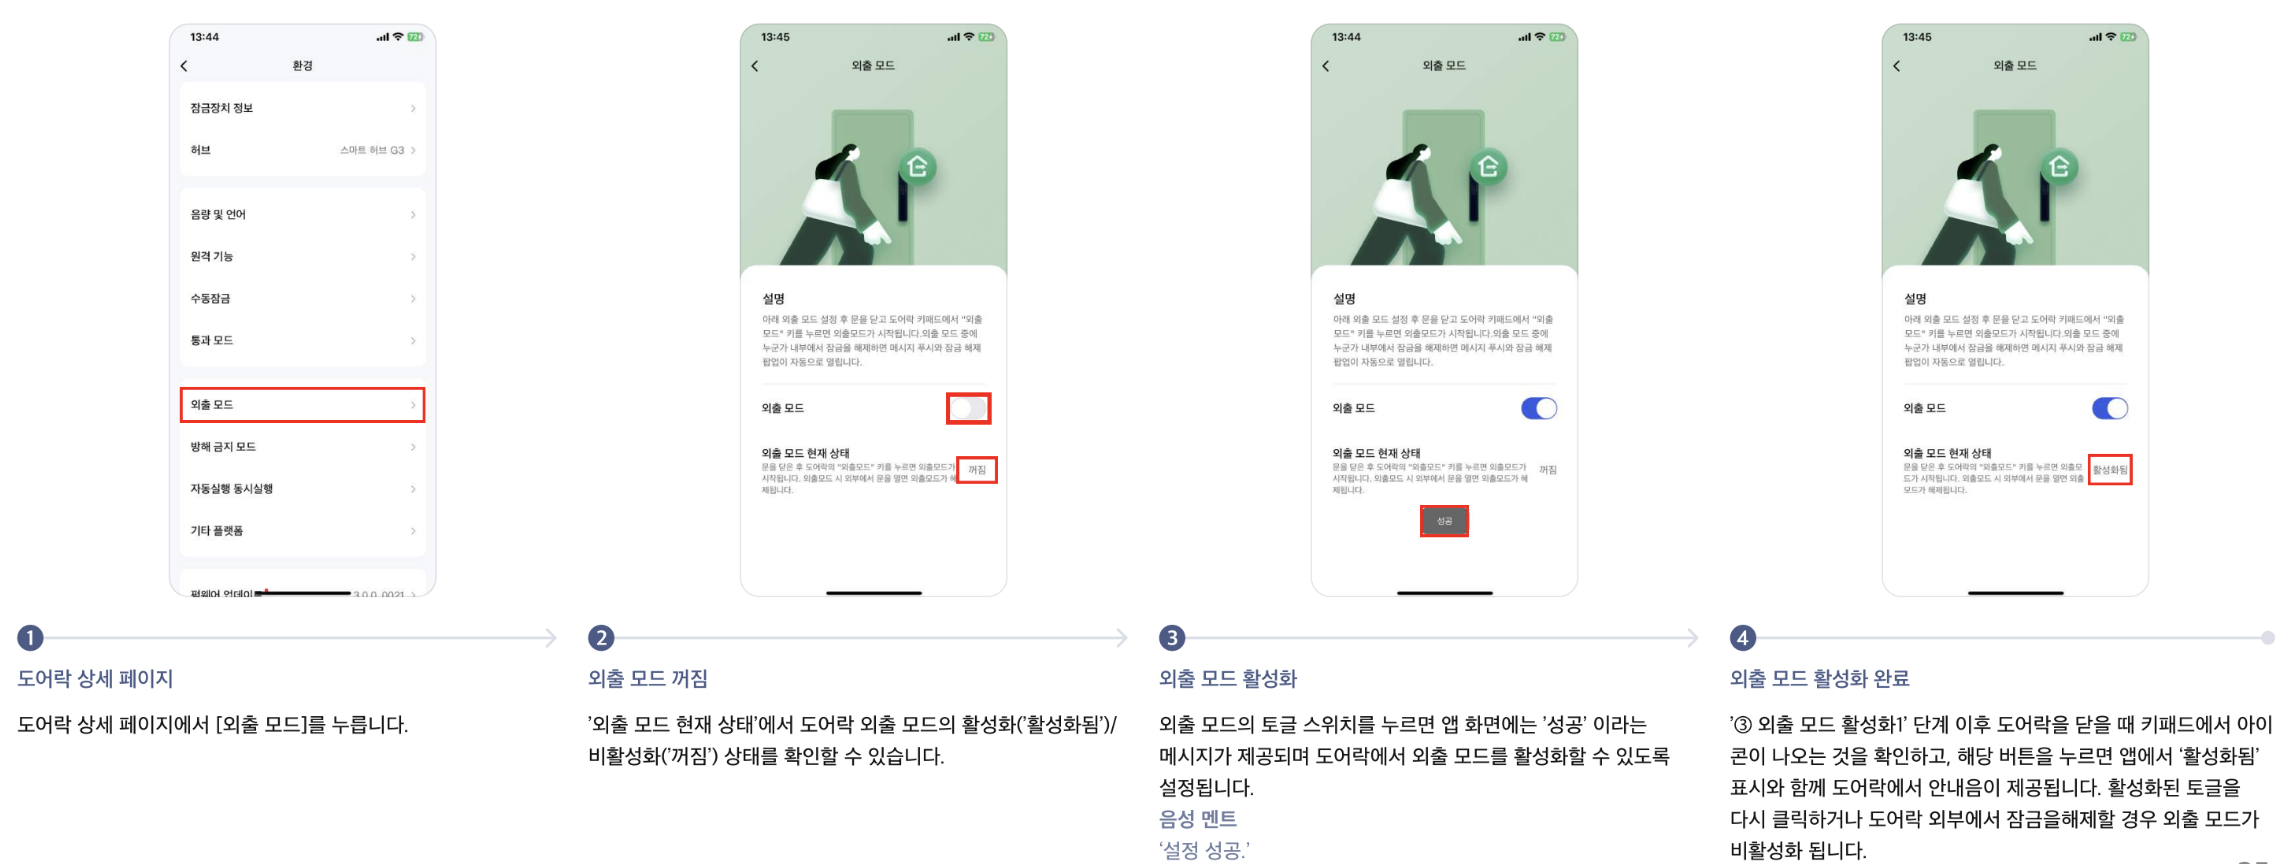 13:44
72
환경
잠금장치 정보
허브
스마트 허브 G3
음량 및 언어
원격 기능
수동잠금
통과 모드
외출 모드
방해 금지 모드
자동실행 동시실행
기타 플랫폼
펌웨어 업데이트
3.0.0_0021
1
도어락 상세 페이지
도어락 상세 페이지에서 [외출 모드]를 누릅니다.
13:45
72
외출 모드
설명
아래 외출 모드 설정 후 문을 닫고 도어락 키패드에서 "외출
모드" 키를 누르면 외출모드가 시작됩니다.외출 모드 중에
누군가 내부에서 잠금을 해제하면 메시지 푸시와 잠금 해제
팝업이 자동으로 열립니다.
외출 모드
외출 모드 현재 상태
문을 닫은 후 도어락의 "외출모드" 키를 누르면 외출모드가
시작됩니다. 외출모드 시 외부에서 문을 열면 외출모드가 해
제됩니다.
꺼짐
2
외출 모드 꺼짐
’외출 모드 현재 상태’에서 도어락 외출 모드의 활성화(’활성화됨’)/
비활성화(’꺼짐’) 상태를 확인할 수 있습니다.
13:44
72
외출 모드
설명
아래 외출 모드 설정 후 문을 닫고 도어락 키패드에서 "외출
모드" 키를 누르면 외출모드가 시작됩니다.외출 모드 중에
누군가 내부에서 잠금을 해제하면 메시지 푸시와 잠금 해제
팝업이 자동으로 열립니다.
외출 모드
외출 모드 현재 상태
문을 닫은 후 도어락의 "외출모드" 키를 누르면 외출모드가
시작됩니다. 외출모드 시 외부에서 문을 열면 외출모드가 해
제됩니다.
꺼짐
성공
3
외출 모드 활성화
외출 모드의 토글 스위치를 누르면 앱 화면에는 ’성공’ 이라는
메시지가 제공되며 도어락에서 외출 모드를 활성화할 수 있도록
설정됩니다.
음성 멘트
‘설정 성공.’
13:45
72
외출 모드
설명
아래 외출 모드 설정 후 문을 닫고 도어락 키패드에서 "외출
모드" 키를 누르면 외출모드가 시작됩니다.외출 모드 중에
누군가 내부에서 잠금을 해제하면 메시지 푸시와 잠금 해제
팝업이 자동으로 열립니다.
외출 모드
외출 모드 현재 상태
문을 닫은 후 도어락의 "외출모드" 키를 누르면 외출모
드가 시작됩니다. 외출모드 시 외부에서 문을 열면 외출
모드가 해제됩니다.
활성화됨
4
외출 모드 활성화 완료
’③ 외출 모드 활성화1’ 단계 이후 도어락을 닫을 때 키패드에서 아이
콘이 나오는 것을 확인하고, 해당 버튼을 누르면 앱에서 ‘활성화됨’
표시와 함께 도어락에서 안내음이 제공됩니다. 활성화된 토글을
다시 클릭하거나 도어락 외부에서 잠금을해제할 경우 외출 모드가
비활성화 됩니다.